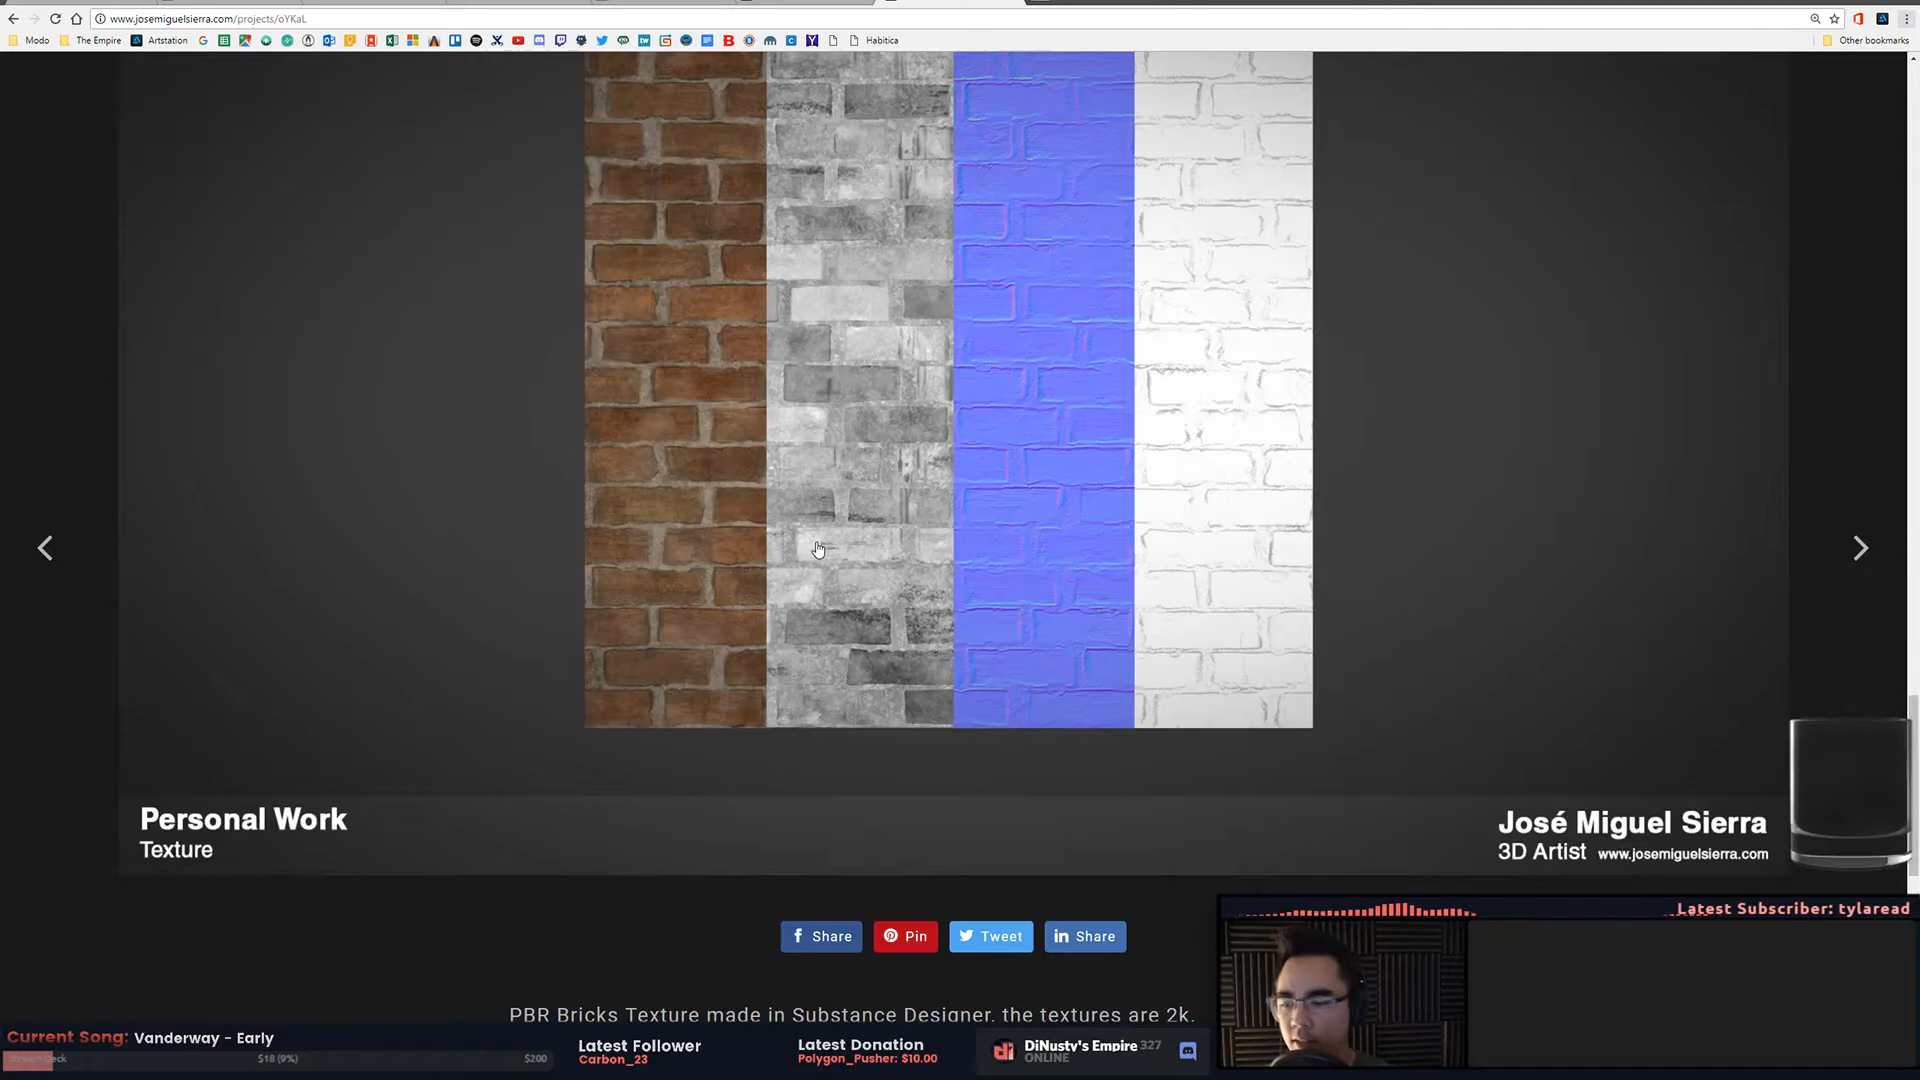 www.josemiguelsierra.com/projects/oYKaL
Modo
The Empire
Artstation
Habitica
Other bookmarks
Personal Work
Texture
José Miguel Sierra
3D Artist www.josemiguelsierra.com
Share
Pin
Tweet
Share
Latest Subscriber: tylaread
PBR Bricks Texture made in Substance Designer, the textures are 2k.
Current Song: Vanderway - Early
Stream Deck $18 (9%) $200
Latest Follower
Carbon_23
Latest Donation
Polygon_Pusher: $10.00
DiNusty's Empire 327
ONLINE